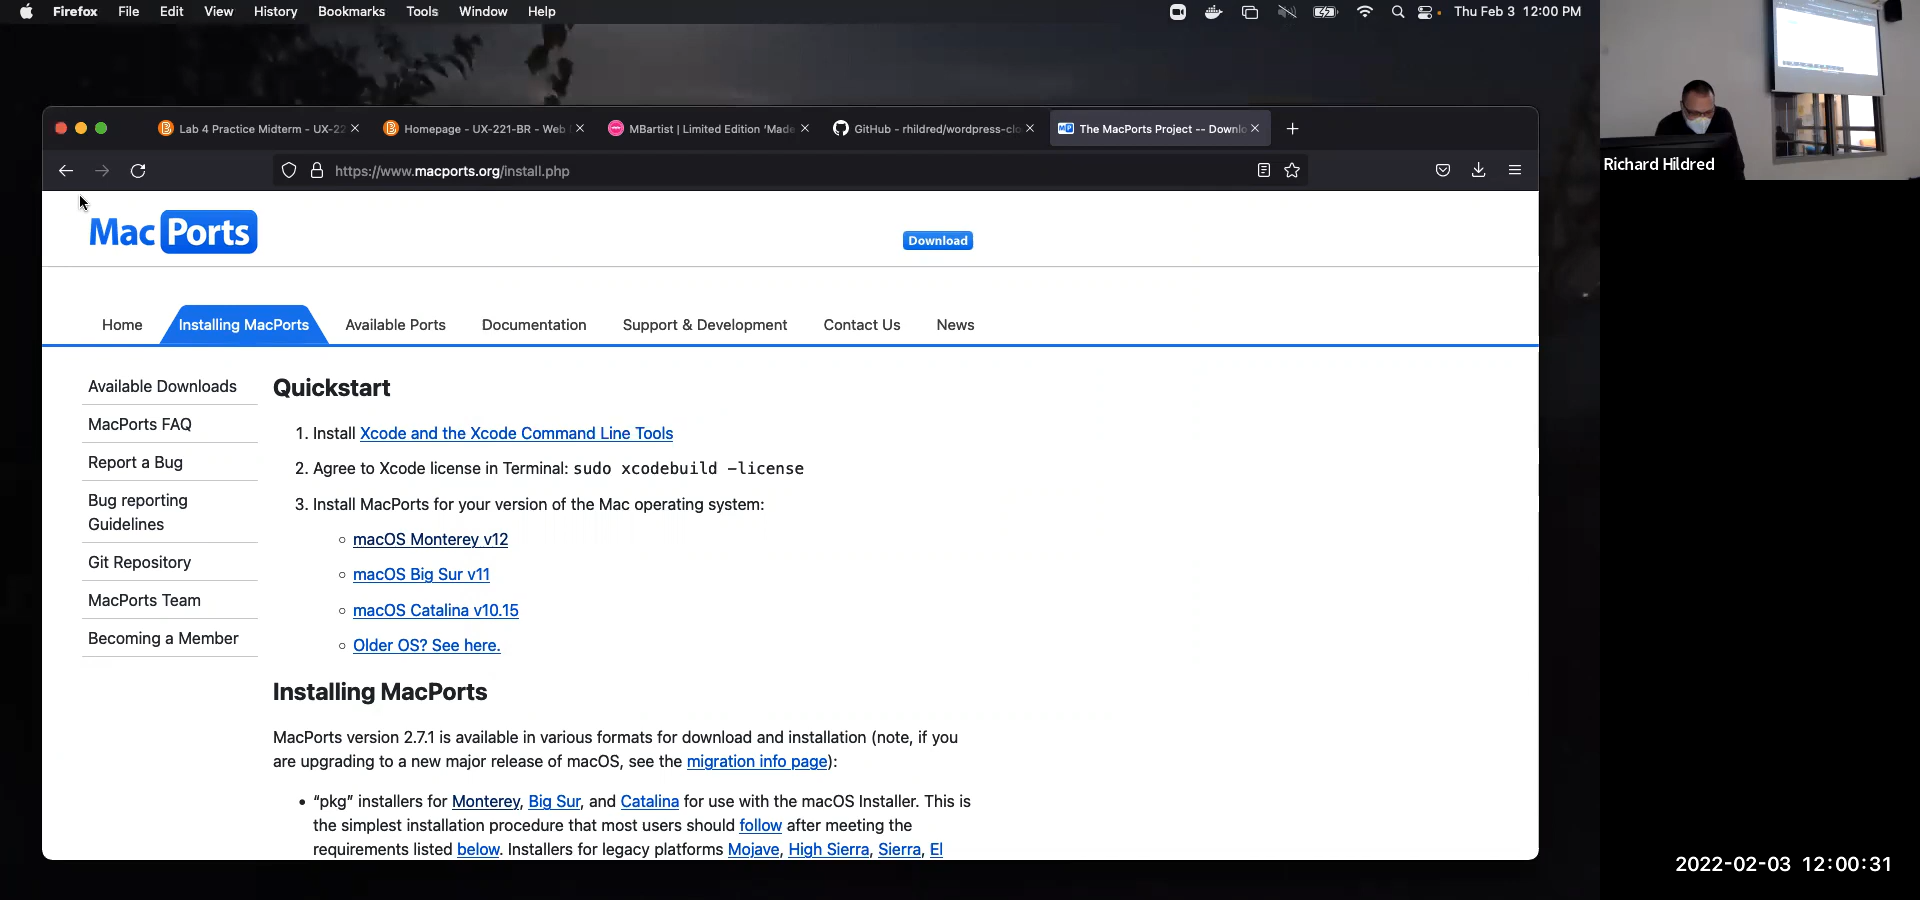 Firefox File Edit View History Bookmarks Tools Window Help Thu Feb 3 12:00 PM
Lab 4 Practice Midterm - UX-22 Homepage - UX-221-BR - Web MBartist | Limited Edition 'Made GitHub - rhildred/wordpress-clo The MacPorts Project -- Downlo
https://www.macports.org/install.php
Richard Hildred
MacPorts
Download
Home Installing MacPorts Available Ports Documentation Support & Development Contact Us News
Available Downloads
MacPorts FAQ
Report a Bug
Bug reporting
Guidelines
Git Repository
MacPorts Team
Becoming a Member
Quickstart
1. Install Xcode and the Xcode Command Line Tools
2. Agree to Xcode license in Terminal: sudo xcodebuild -license
3. Install MacPorts for your version of the Mac operating system:
macOS Monterey v12
macOS Big Sur v11
macOS Catalina v10.15
Older OS? See here.
Installing MacPorts
MacPorts version 2.7.1 is available in various formats for download and installation (note, if you
are upgrading to a new major release of macOS, see the migration info page):
• “pkg” installers for Monterey, Big Sur, and Catalina for use with the macOS Installer. This is
the simplest installation procedure that most users should follow after meeting the
requirements listed below. Installers for legacy platforms Mojave, High Sierra, Sierra, El
2022-02-03 12:00:31